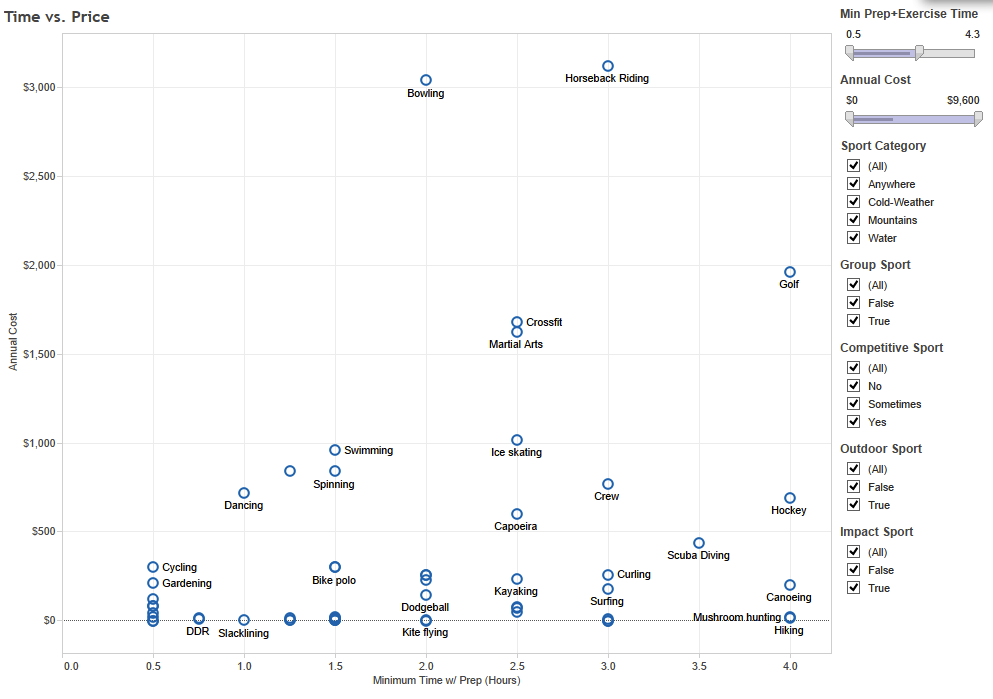 Time vs. Price
Annual Cost
$3,000
$2,500
$2,000
$1,500
$1,000
$500
$0
Bowling
Horseback Riding
Golf
Crossfit
Martial Arts
Swimming
Ice skating
Spinning
Crew
Dancing
Hockey
Capoeira
Scuba Diving
Cycling
Bike polo
Curling
Gardening
Kayaking
Canoeing
Surfing
Dodgeball
Mushroom hunting
DDR
Slacklining
Kite flying
Hiking
0.0 0.5 1.0 1.5 2.0 2.5 3.0 3.5 4.0
Minimum Time w/ Prep (Hours)
Min Prep+Exercise Time
0.5 4.3
Annual Cost
$0 $9,600
Sport Category
(All)
Anywhere
Cold-Weather
Mountains
Water
Group Sport
(All)
False
True
Competitive Sport
(All)
No
Sometimes
Yes
Outdoor Sport
(All)
False
True
Impact Sport
(All)
False
True